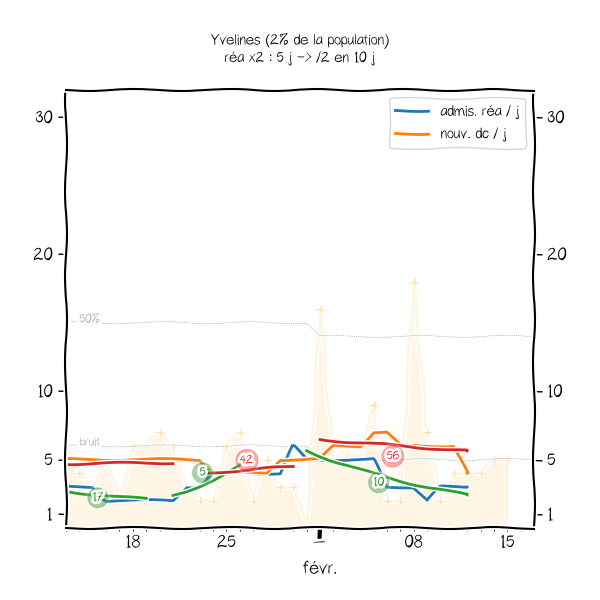 Yvelines (2% de la population)
réa x2 : 5 j -> /2 en 10 j
admis. réa / j
nouv. dc / j
30 30
20 20
50%
10 10
bruit
5 5
5 42 56
17 10
1 1
18 25 1 08 15
févr.